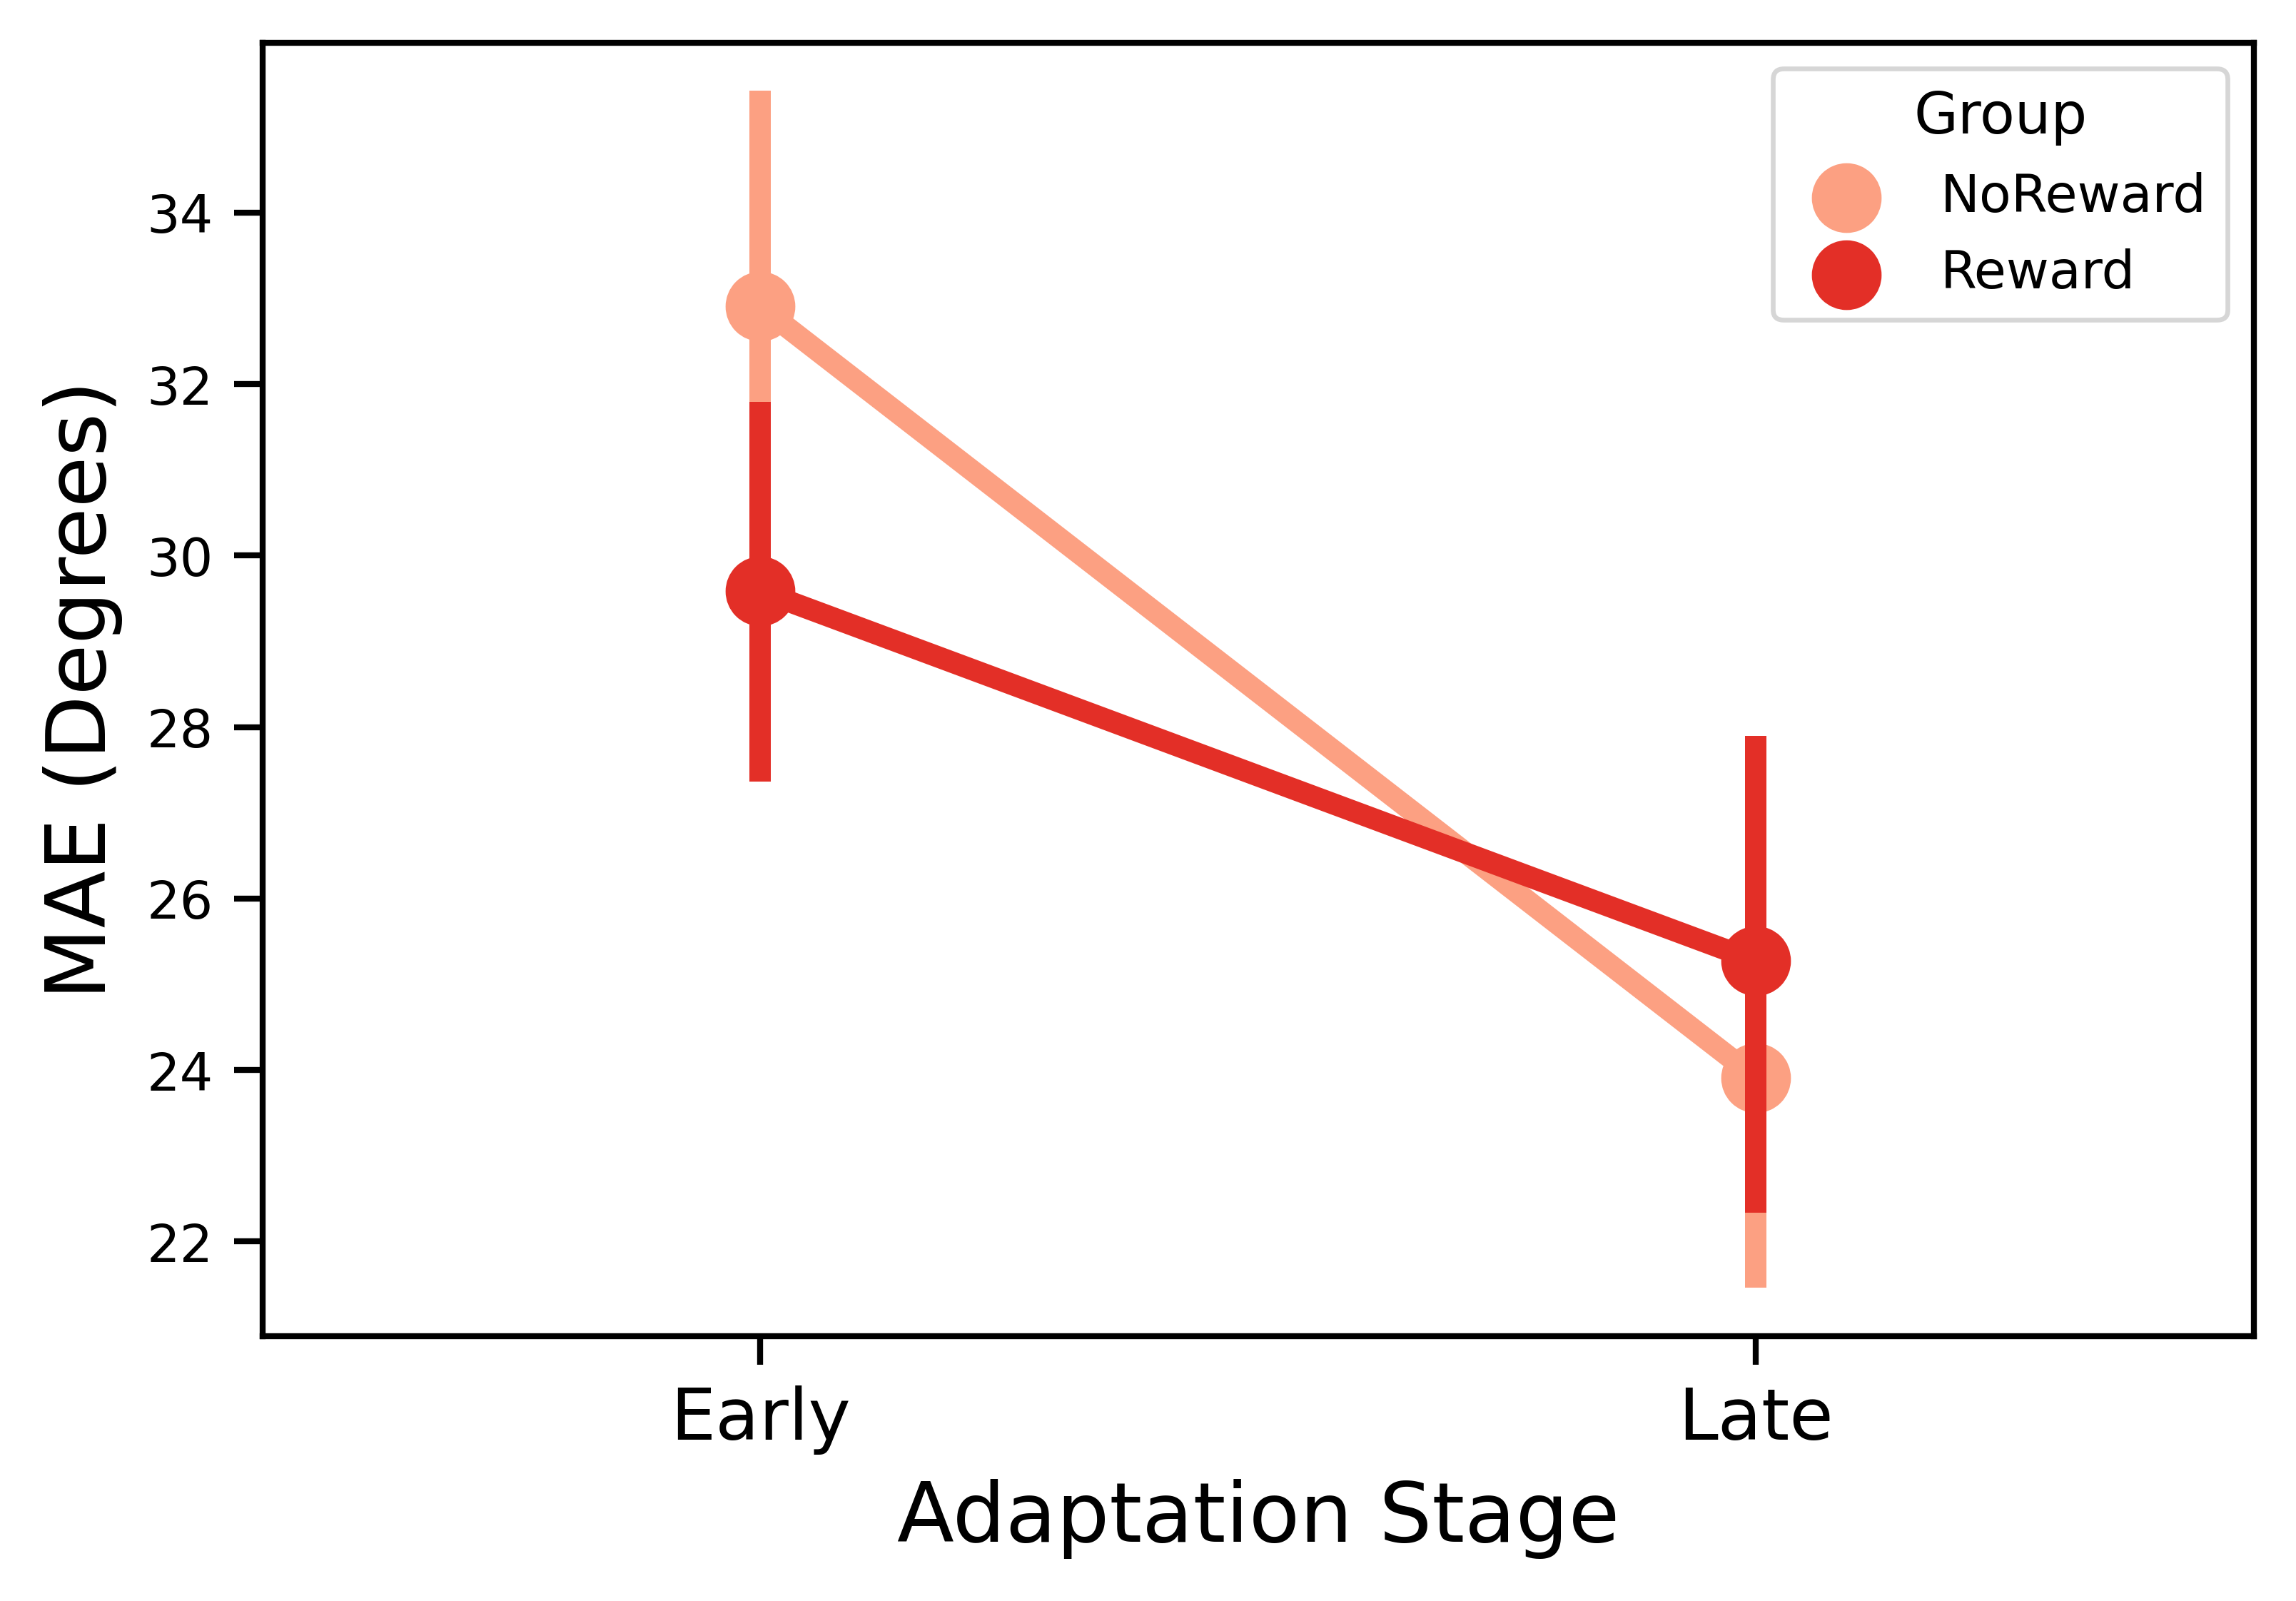 Group
NoReward
Reward
34
32
30
28
26
24
22
MAE (Degrees)
Early
Late
Adaptation Stage